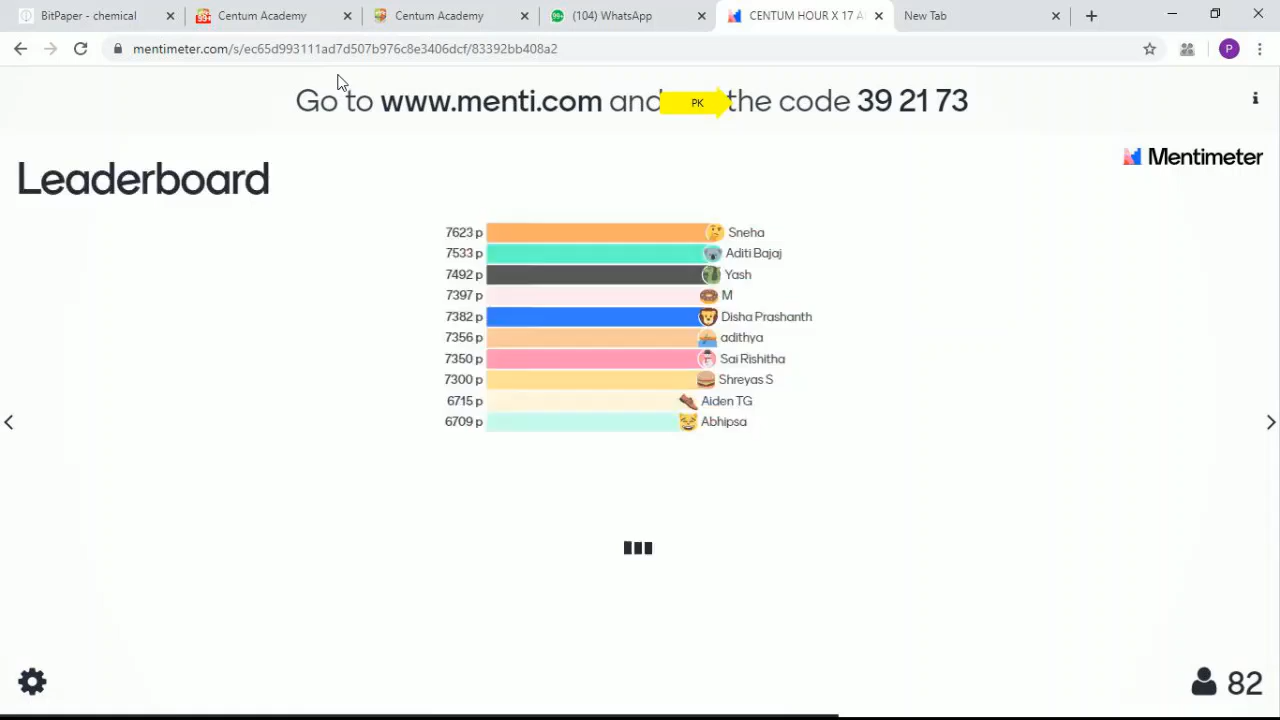 BitPaper - chemical
99+ Centum Academy
Centum Academy
99+ (104) WhatsApp
CENTUM HOUR X 17 A
New Tab
mentimeter.com/s/ec65d993111ad7d507b976c8e3406dcf/83392bb408a2
P
Go to www.menti.com and the code 39 21 73
PK
Mentimeter
Leaderboard
7623 p Sneha
7533 p Aditi Bajaj
7492 p Yash
7397 p M
7382 p Disha Prashanth
7356 p adithya
7350 p Sai Rishitha
7300 p Shreyas S
6715 p Aiden TG
6709 p Abhipsa
82